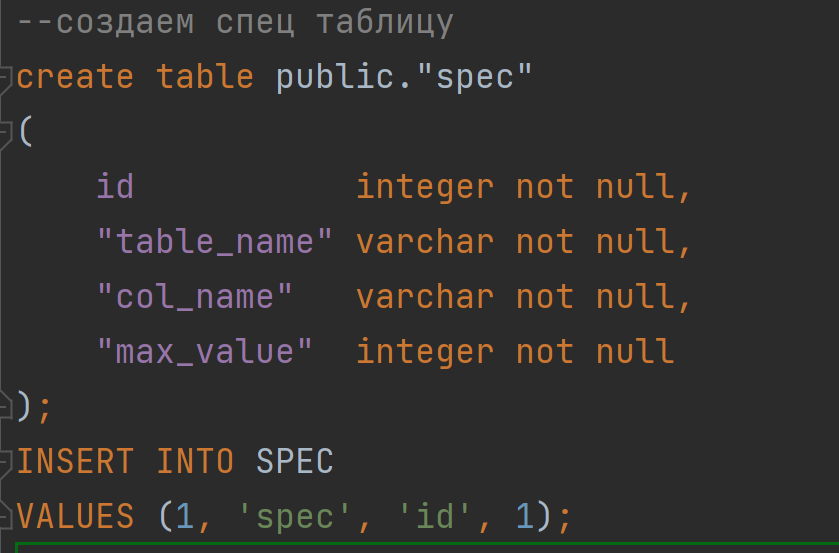 --создаем спец таблицу
create table public."spec"
(
    id           integer not null,
    "table_name" varchar not null,
    "col_name"   varchar not null,
    "max_value"  integer not null
);
INSERT INTO SPEC
VALUES (1, 'spec', 'id', 1);